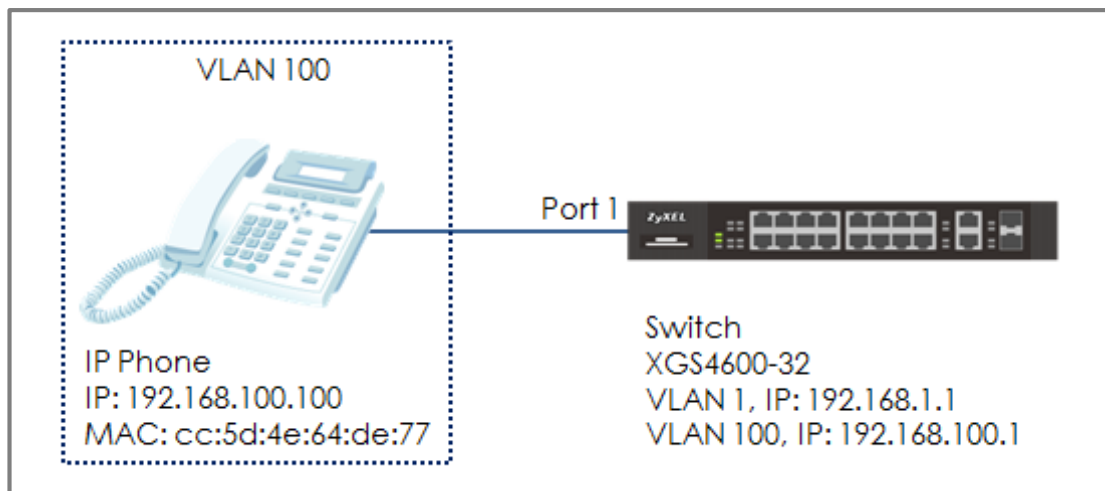 VLAN 100
Port 1
ZyXEL
IP Phone
IP: 192.168.100.100
MAC: cc:5d:4e:64:de:77
Switch
XGS4600-32
VLAN 1, IP: 192.168.1.1
VLAN 100, IP: 192.168.100.1